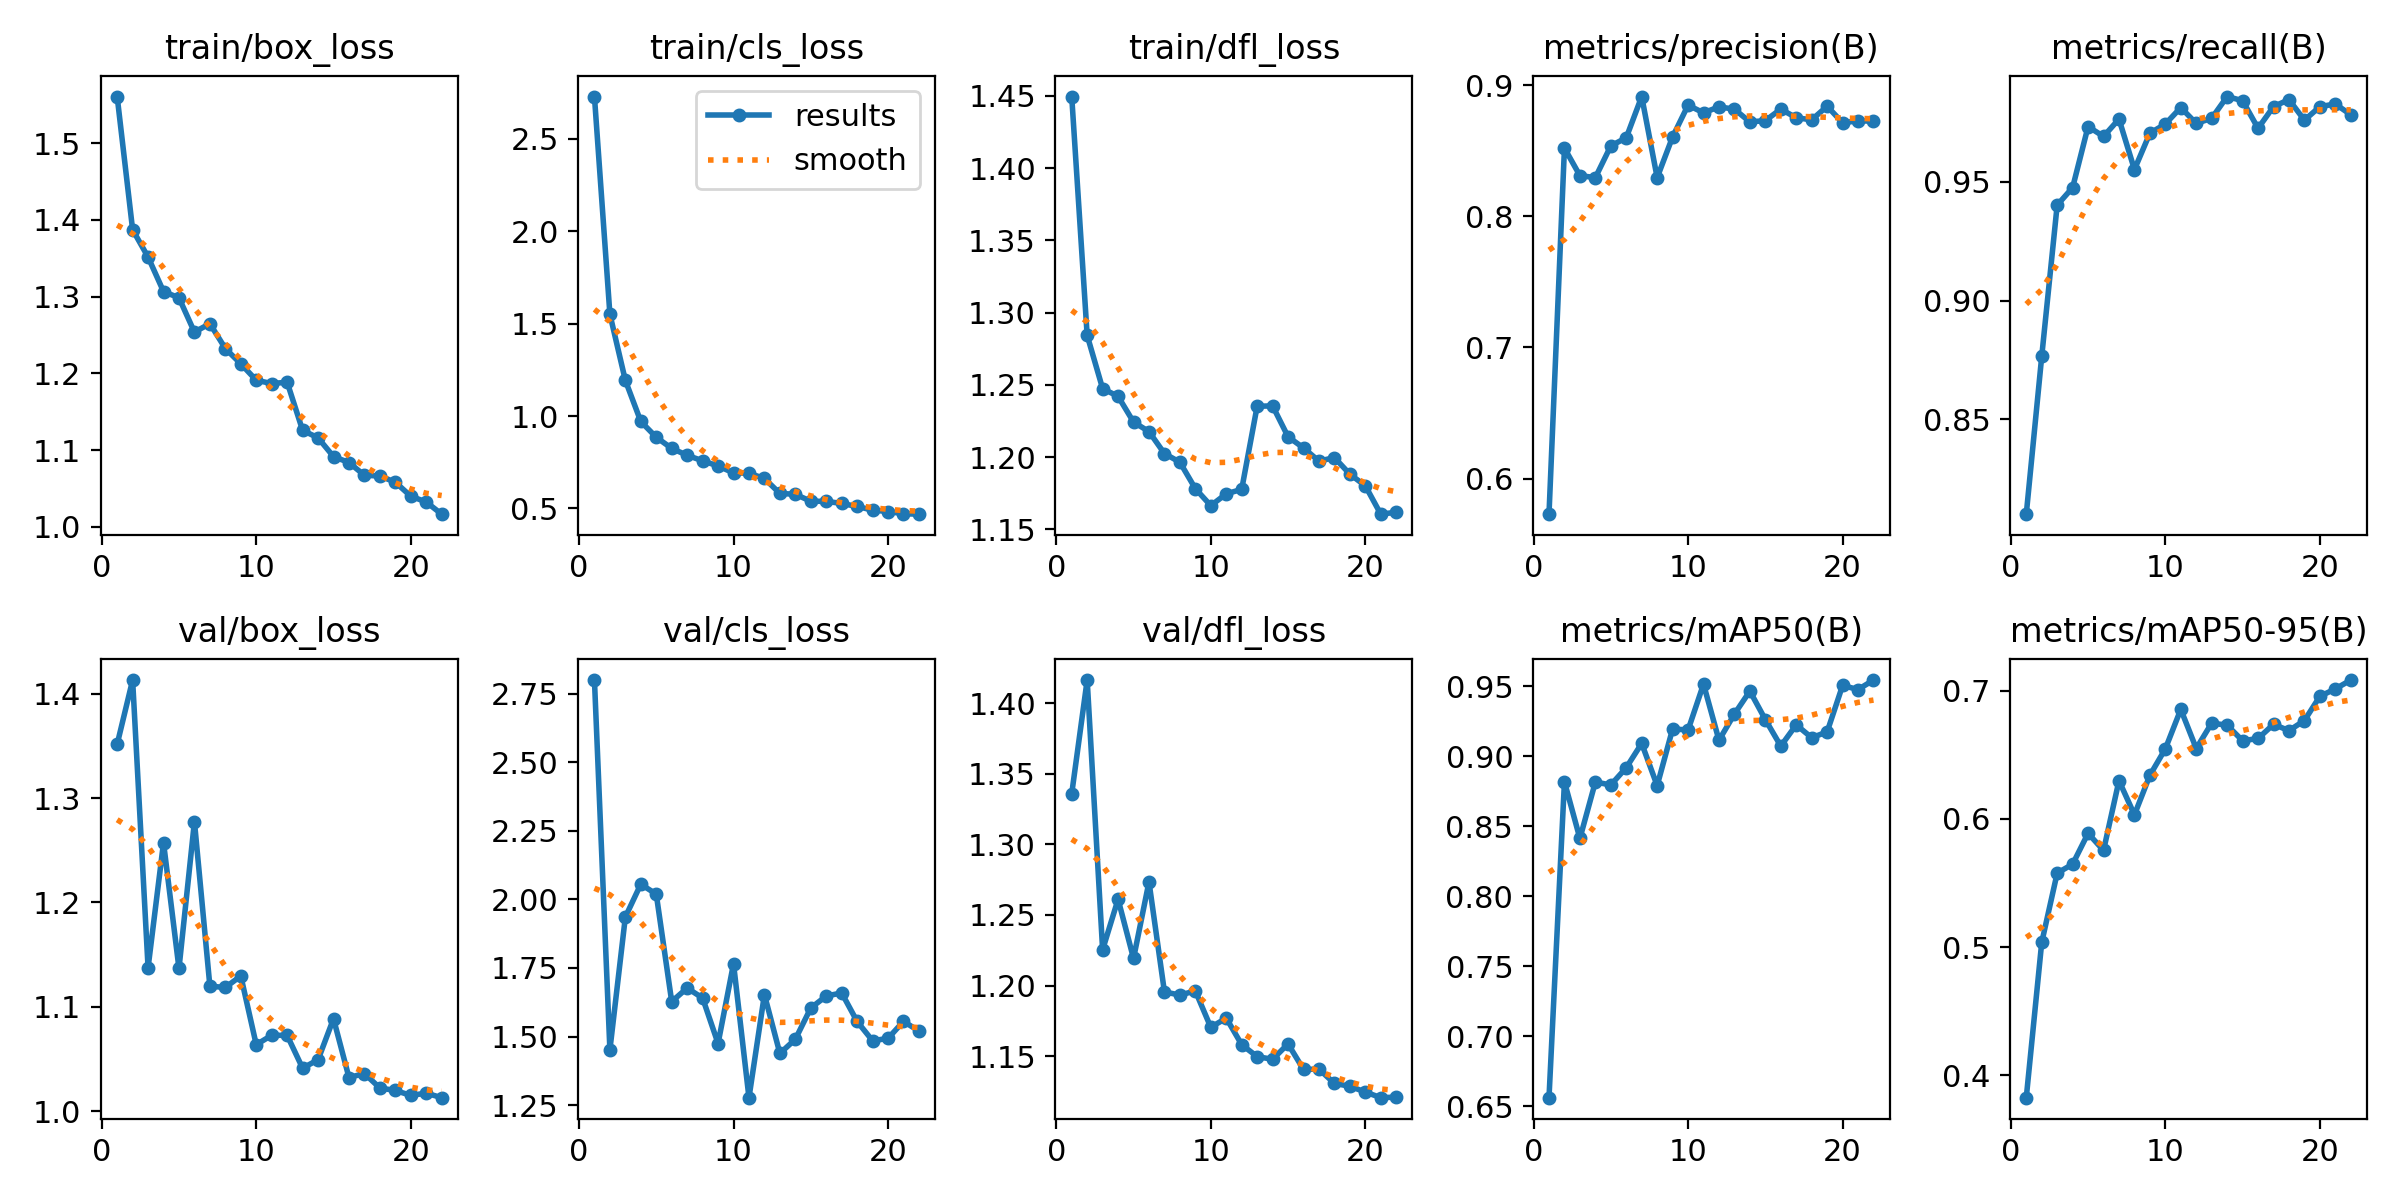 train/box_loss
1.5
1.4
1.3
1.2
1.1
1.0
0 10 20
train/cls_loss
results
smooth
2.5
2.0
1.5
1.0
0.5
0 10 20
train/dfl_loss
1.45
1.40
1.35
1.30
1.25
1.20
1.15
0 10 20
metrics/precision(B)
0.9
0.8
0.7
0.6
0 10 20
metrics/recall(B)
0.95
0.90
0.85
0 10 20
val/box_loss
1.4
1.3
1.2
1.1
1.0
0 10 20
val/cls_loss
2.75
2.50
2.25
2.00
1.75
1.50
1.25
0 10 20
val/dfl_loss
1.40
1.35
1.30
1.25
1.20
1.15
0 10 20
metrics/mAP50(B)
0.95
0.90
0.85
0.80
0.75
0.70
0.65
0 10 20
metrics/mAP50-95(B)
0.7
0.6
0.5
0.4
0 10 20